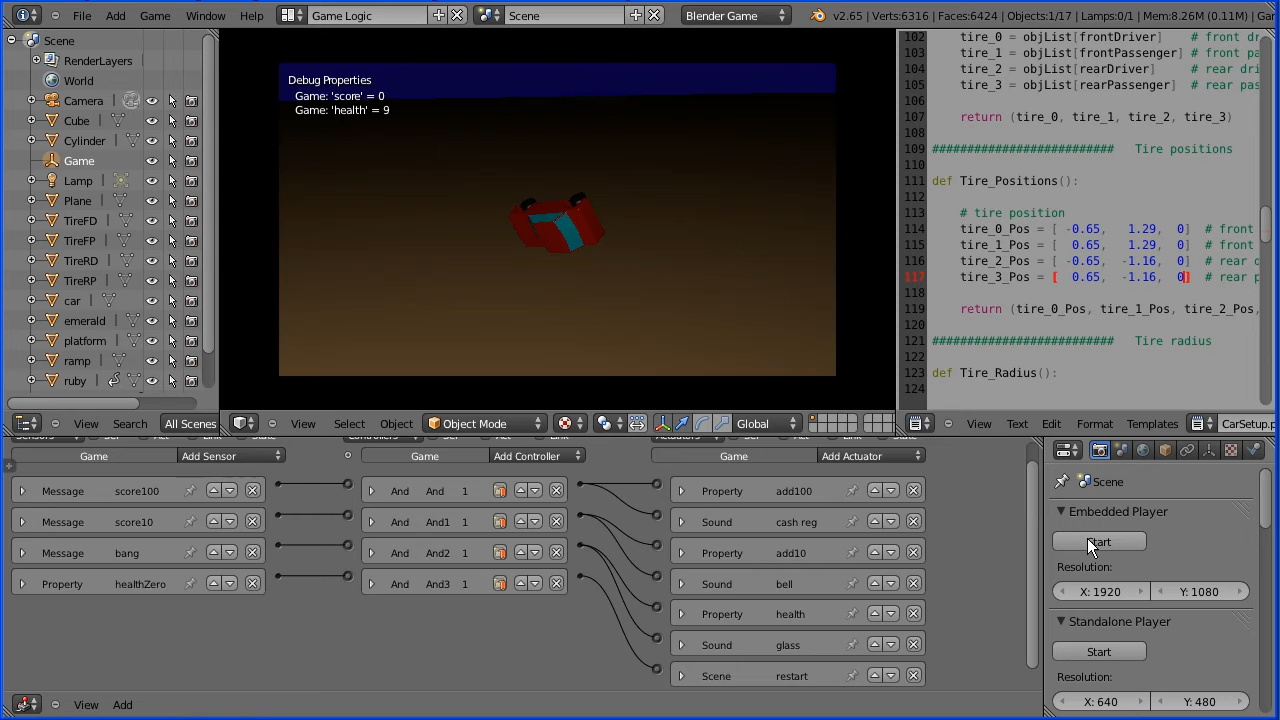 File Add Game Window Help Game Logic Scene Blender Game v2.65 | Verts:6316 | Faces:6424 | Objects:1/17 | Lamps:0/1 | Mem:8.26M (0.11M) |
Scene
RenderLayers |
World
Camera |
Cube |
Cylinder |
Game
Lamp |
Plane |
TireFD |
TireFP |
TireRD |
TireRP |
car |
emerald |
platform |
ramp |
ruby |
View Search All Scenes
Debug Properties
Game: 'score' = 0
Game: 'health' = 9
View Select Object Object Mode Global
102 tire_0 = objList[frontDriver] # front dr
103 tire_1 = objList[frontPassenger] # front pa
104 tire_2 = objList[rearDriver] # rear dri
105 tire_3 = objList[rearPassenger] # rear pas
106
107 return (tire_0, tire_1, tire_2, tire_3)
108
109 ########################## Tire positions
110
111 def Tire_Positions():
112
113 # tire position
114 tire_0_Pos = [ -0.65, 1.29, 0] # front
115 tire_1_Pos = [ 0.65, 1.29, 0] # front
116 tire_2_Pos = [ -0.65, -1.16, 0] # rear
117 tire_3_Pos = [ 0.65, -1.16, 0] # rear p
118
119 return (tire_0_Pos, tire_1_Pos, tire_2_Pos,
120
121 ########################## Tire radius
122
123 def Tire_Radius():
124
View Text Edit Format Templates CarSetup.p
Game Add Sensor
Message score100
Message score10
Message bang
Property healthZero
Game Add Controller
And And 1
And And1 1
And And2 1
And And3 1
Game Add Actuator
Property add100
Sound cash reg
Property add10
Sound bell
Property health
Sound glass
Scene restart
View Add
Scene
Embedded Player
Start
Resolution:
X: 1920 Y: 1080
Standalone Player
Start
Resolution:
X: 640 Y: 480